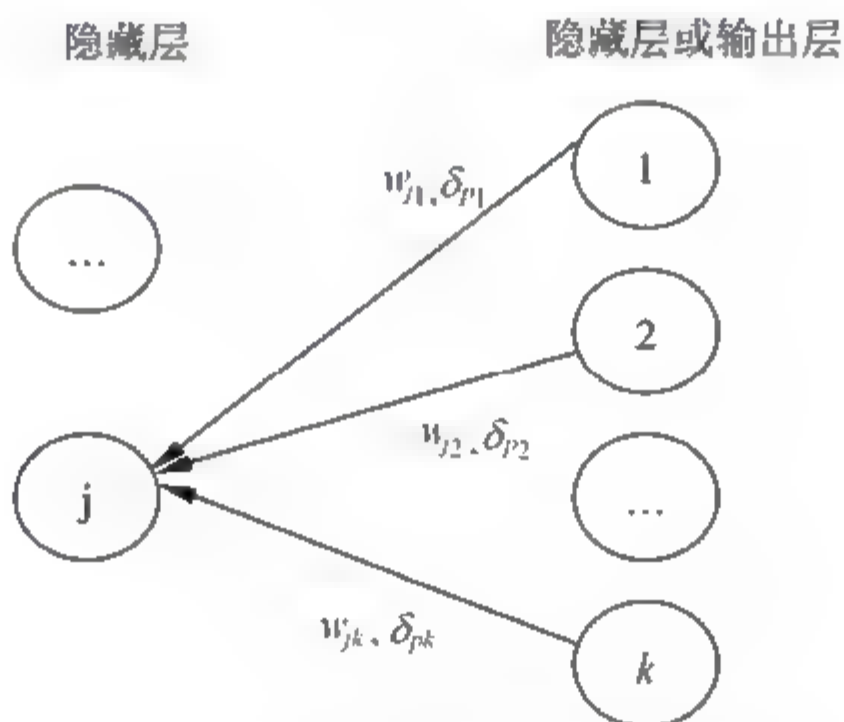 隐藏层
隐藏层或输出层
1
w_{j1}、δ_{P1}
...
2
w_{j2}、δ_{P2}
j
...
w_{jk}、δ_{pk}
k